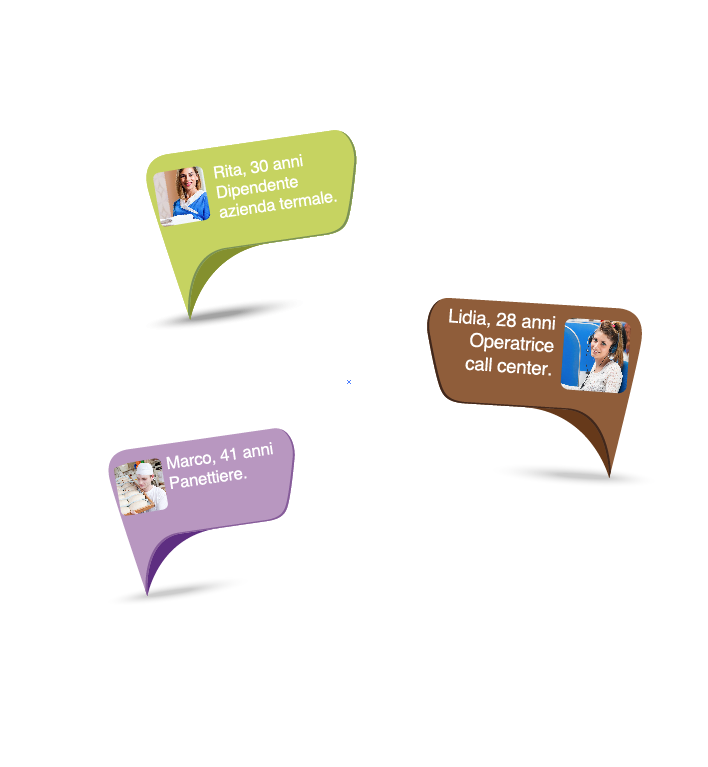 Rita, 30 anni
Dipendente
azienda termale.
Lidia, 28 anni
Operatrice
call center.
Marco, 41 anni
Panettiere.